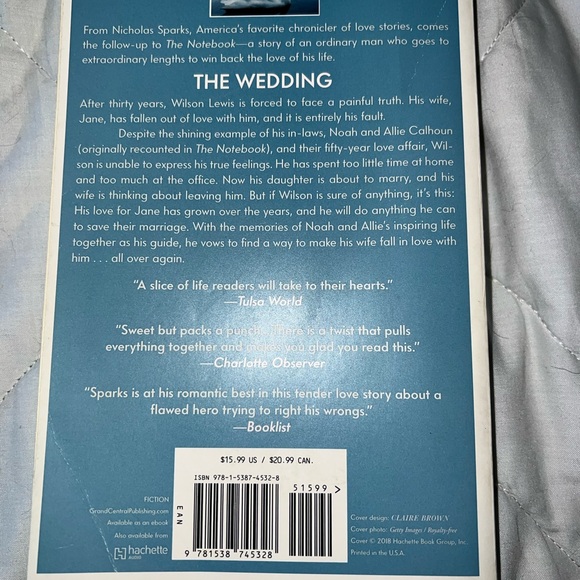 From Nicholas Sparks, America's favorite chronicler of love stories, comes
the follow-up to The Notebook—a story of an ordinary man who goes to
extraordinary lengths to win back the love of his life.
THE WEDDING
After thirty years, Wilson Lewis is forced to face a painful truth. His wife,
Jane, has fallen out of love with him, and it is entirely his fault.
Despite the shining example of his in-laws, Noah and Allie Calhoun
(originally recounted in The Notebook), and their fifty-year love affair, Wil-
son is unable to express his true feelings. He has spent too little time at home
and too much at the office. Now his daughter is about to marry, and his
wife is thinking about leaving him. But if Wilson is sure of anything, it's this:
His love for Jane has grown over the years, and he will do anything he can
to save their marriage. With the memories of Noah and Allie's inspiring life
together as his guide, he vows to find a way to make his wife fall in love with
him . . . all over again.
"A slice of life readers will take to their hearts."
—Tulsa World
"Sweet but packs a punch. There is a twist that pulls
everything together and makes you glad you read this."
—Charlotte Observer
"Sparks is at his romantic best in this tender love story about a
flawed hero trying to right his wrongs."
—Booklist
$15.99 US / $20.99 CAN.
ISBN 978-1-5387-4532-8
51599 >
EAN
9 781538 745328
FICTION
GrandCentralPublishing.com
Available as an ebook
Also available from
h hachette
AUDIO
Cover design: CLAIRE BROWN
Cover photo: Getty Images / Royalty-free
Cover © 2018 Hachette Book Group, Inc.
Printed in the U.S.A.